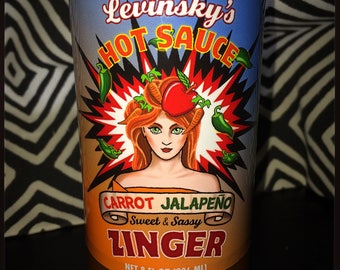 Levinsky's
HOT SAUCE
CARROT JALAPEÑO
Sweet & Sassy
ZINGER